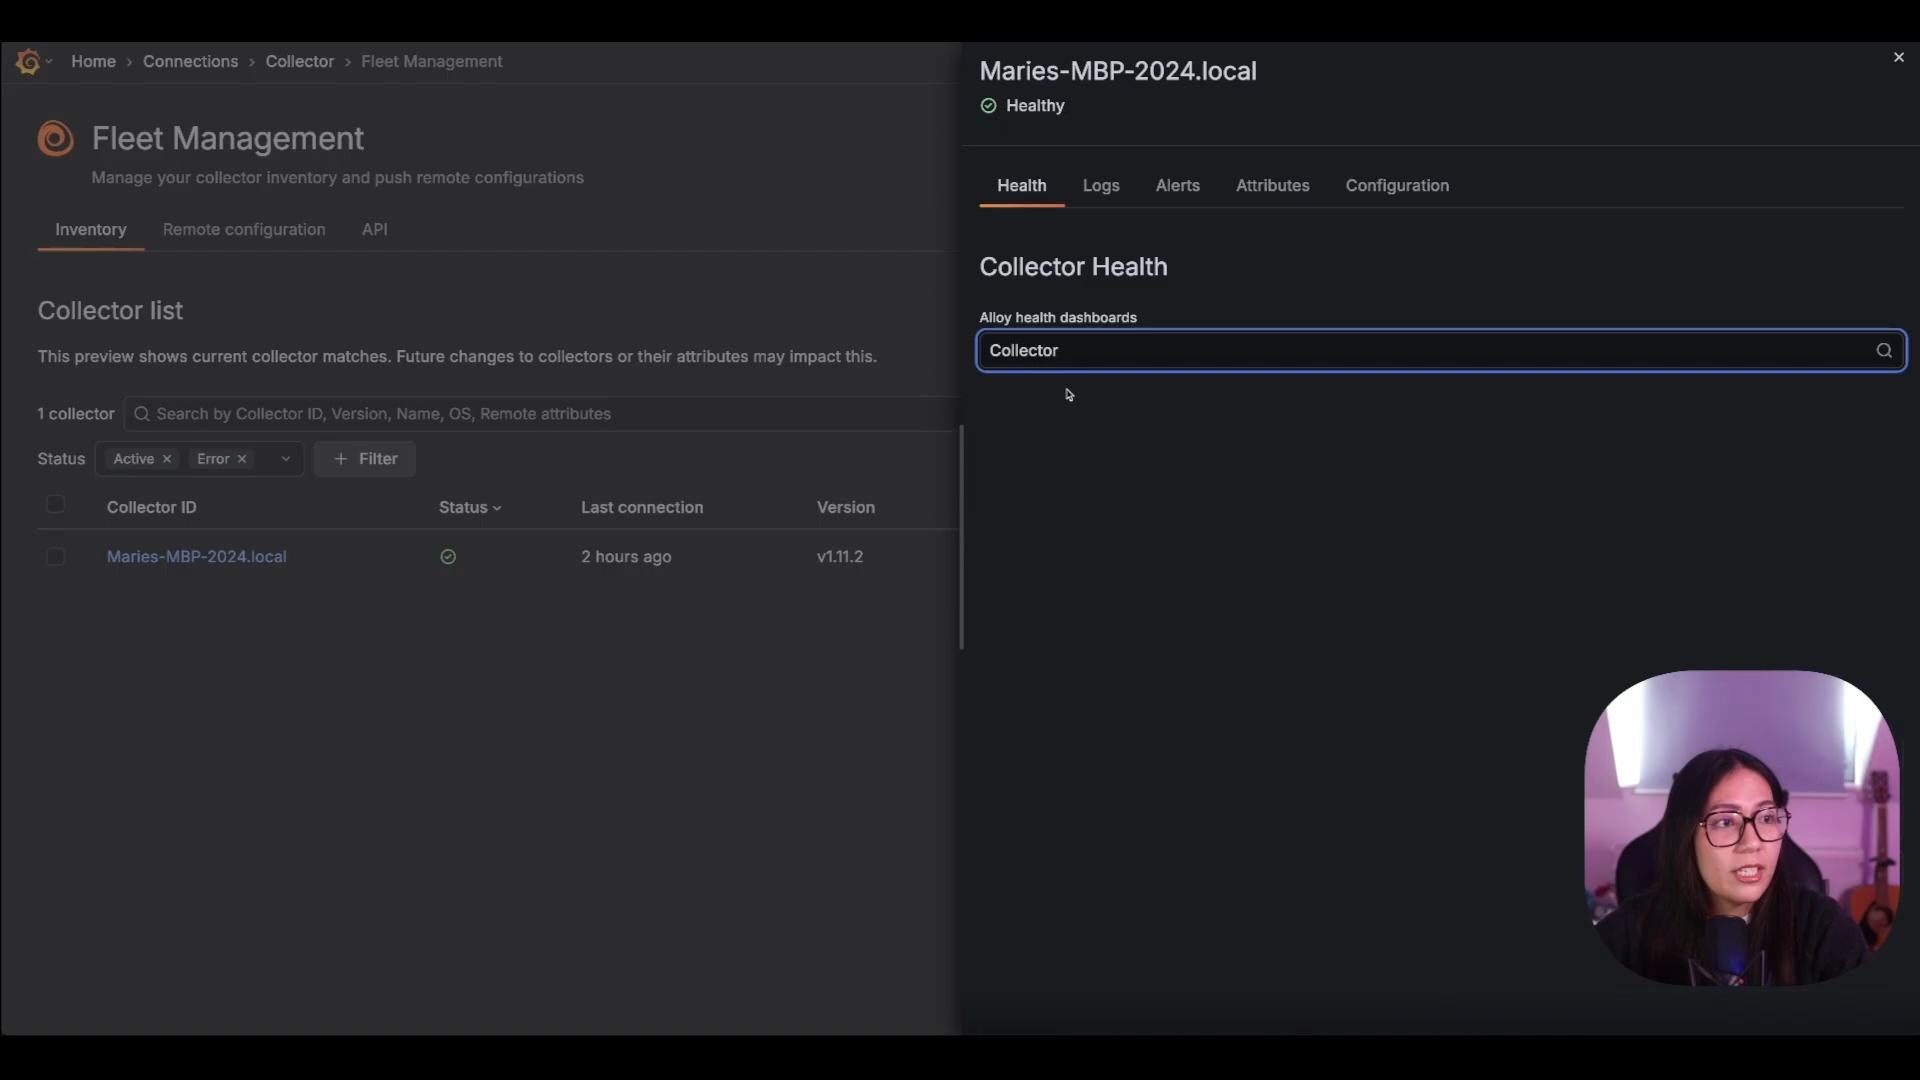 Home › Connections › Collector › Fleet Management
Fleet Management
Manage your collector inventory and push remote configurations
Inventory Remote configuration API
Collector list
This preview shows current collector matches. Future changes to collectors or their attributes may impact this.
1 collector Search by Collector ID, Version, Name, OS, Remote attributes
Status Active × Error × + Filter
Collector ID Status Last connection Version
Maries-MBP-2024.local 2 hours ago v1.11.2
Maries-MBP-2024.local
Healthy
Health Logs Alerts Attributes Configuration
Collector Health
Alloy health dashboards
Collector